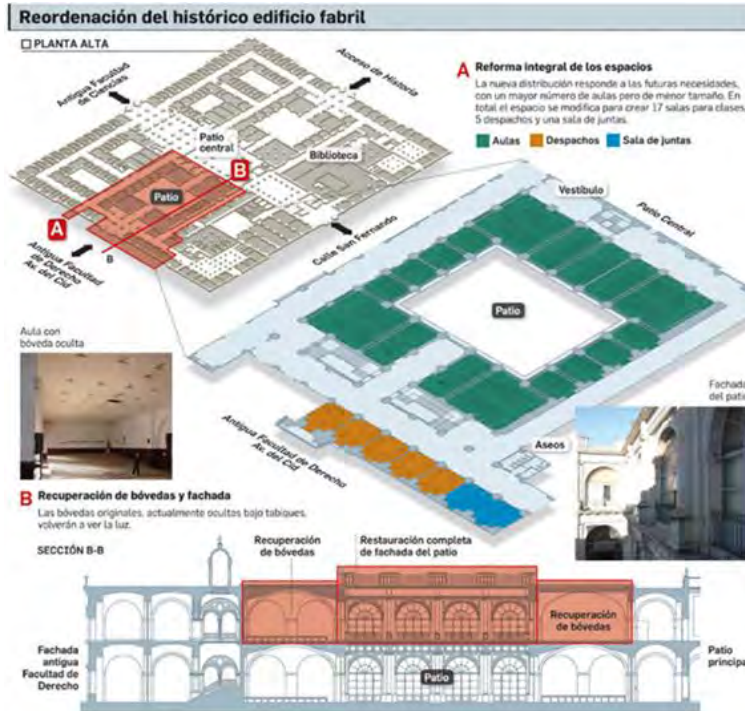 Reordenación del histórico edificio fabril
PLANTA ALTA
Antigua Facultad
de Ciencias
Acceso de Historia
Patio
central
Biblioteca
B
Patio
A
B
Antigua Facultad
de Derecho
Av. del Cid
Calle San Fernando
A Reforma integral de los espacios
La nueva distribución responde a las futuras necesidades,
con un mayor número de aulas pero de menor tamaño. En
total el espacio se modifica para crear 17 salas para clases
5 despachos y una sala de juntas.
Aulas Despachos Sala de juntas
Vestíbulo
Patio Central
Patio
Antigua Facultad de Derecho
Av. del Cid
Aseos
Aula con
bóveda oculta
Fachada
del patio
B Recuperación de bóvedas y fachada
Las bóvedas originales, actualmente ocultas bajo tabiques,
volverán a ver la luz.
SECCIÓN B-B
Recuperación
de bóvedas
Restauración completa
de fachada del patio
Recuperación
de bóvedas
Fachada
antigua
Facultad de
Derecho
Patio
Patio
principa